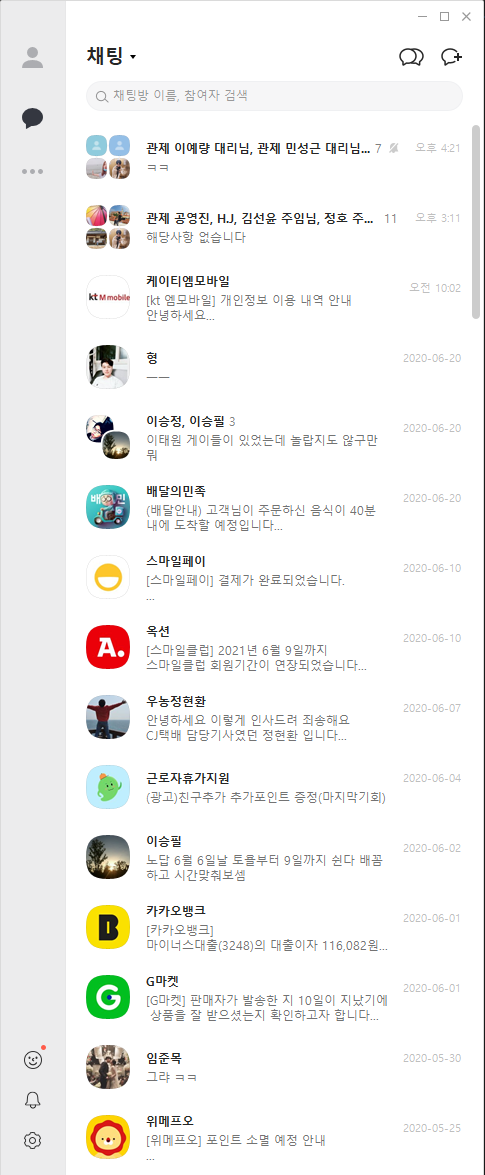 채팅
채팅방 이름, 참여자 검색
관제 이예량 대리님, 관제 민성근 대리님... 7 오후 4:21
ㅋㅋ
관제 공영진, H.J, 김선윤 주임님, 정호 주... 11 오후 3:11
해당사항 없습니다
kt M mobile
케이티엠모바일 오전 10:02
[kt 엠모바일] 개인정보 이용 내역 안내
안녕하세요...
형 2020-06-20
ㅡㅡ
이승정, 이승필 3 2020-06-20
이태원 게이들이 있었는데 놀랍지도 않구만
뭐
배민
배달의민족 2020-06-20
(배달안내) 고객님이 주문하신 음식이 40분
내에 도착할 예정입니다...
스마일페이 2020-06-10
[스마일페이] 결제가 완료되었습니다.
...
A.
옥션 2020-06-10
[스마일클럽] 2021년 6월 9일까지
스마일클럽 회원기간이 연장되었습니다...
우농정현환 2020-06-07
안녕하세요 이렇게 인사드려 죄송해요
CJ택배 담당기사였던 정현환 입니다...
근로자휴가지원 2020-06-04
(광고)친구추가 추가포인트 증정(마지막기회)
이승필 2020-06-02
노답 6월 6일날 토욜부터 9일까지 쉰다 배꼽
하고 시간맞춰보셈
B
카카오뱅크 2020-06-01
[카카오뱅크]
마이너스대출(3248)의 대출이자 116,082원...
G
G마켓 2020-06-01
[G마켓] 판매자가 발송한 지 10일이 지났기에
상품을 잘 받으셨는지 확인하고자 합니다...
임준목 2020-05-30
그랴 ㅋㅋ
위메프오 2020-05-25
[위메프오] 포인트 소멸 예정 안내
...